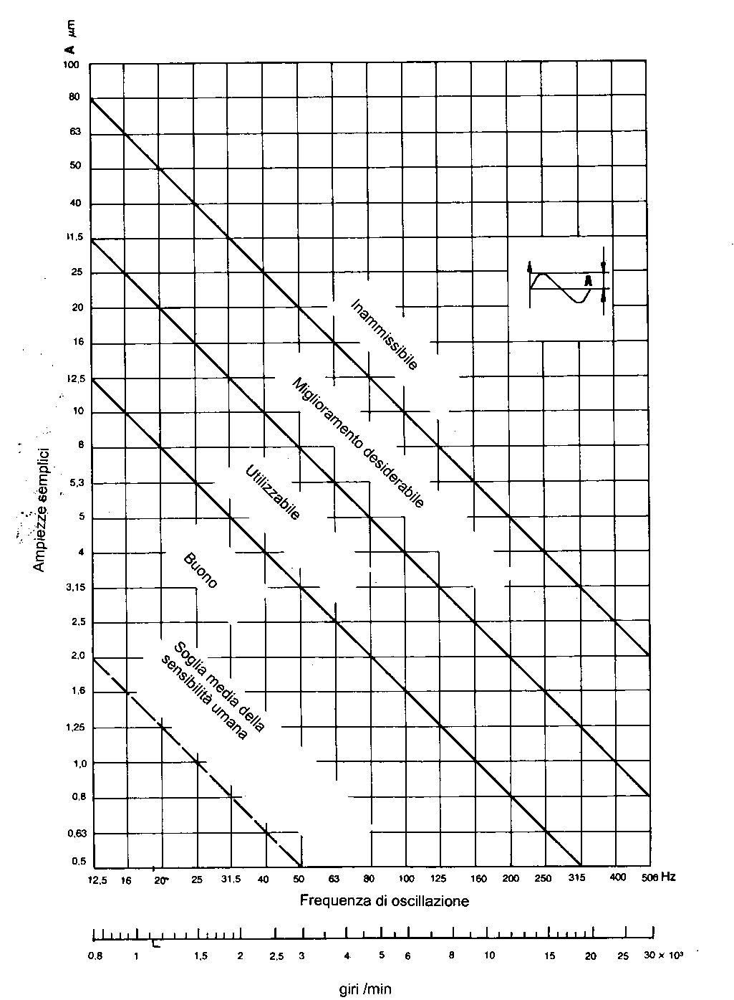 A µm
100
80
63
50
40
11,5
25
20
16
12,5
10
8
5,3
5
4
3,15
2,5
2,0
1,6
1,25
1,0
0,8
0,63
0,5
Ampiezze semplici
Inammissibile
Miglioramento desiderabile
Utilizzabile
Buono
Soglia media della
sensibilità umana
A
12,5 16 20 25 31.5 40 50 63 80 100 125 160 200 250 315 400 500 Hz
Frequenza di oscillazione
0.8 1 1,5 2 2,5 3 4 5 6 8 10 15 20 25 30 x 10³
giri /min